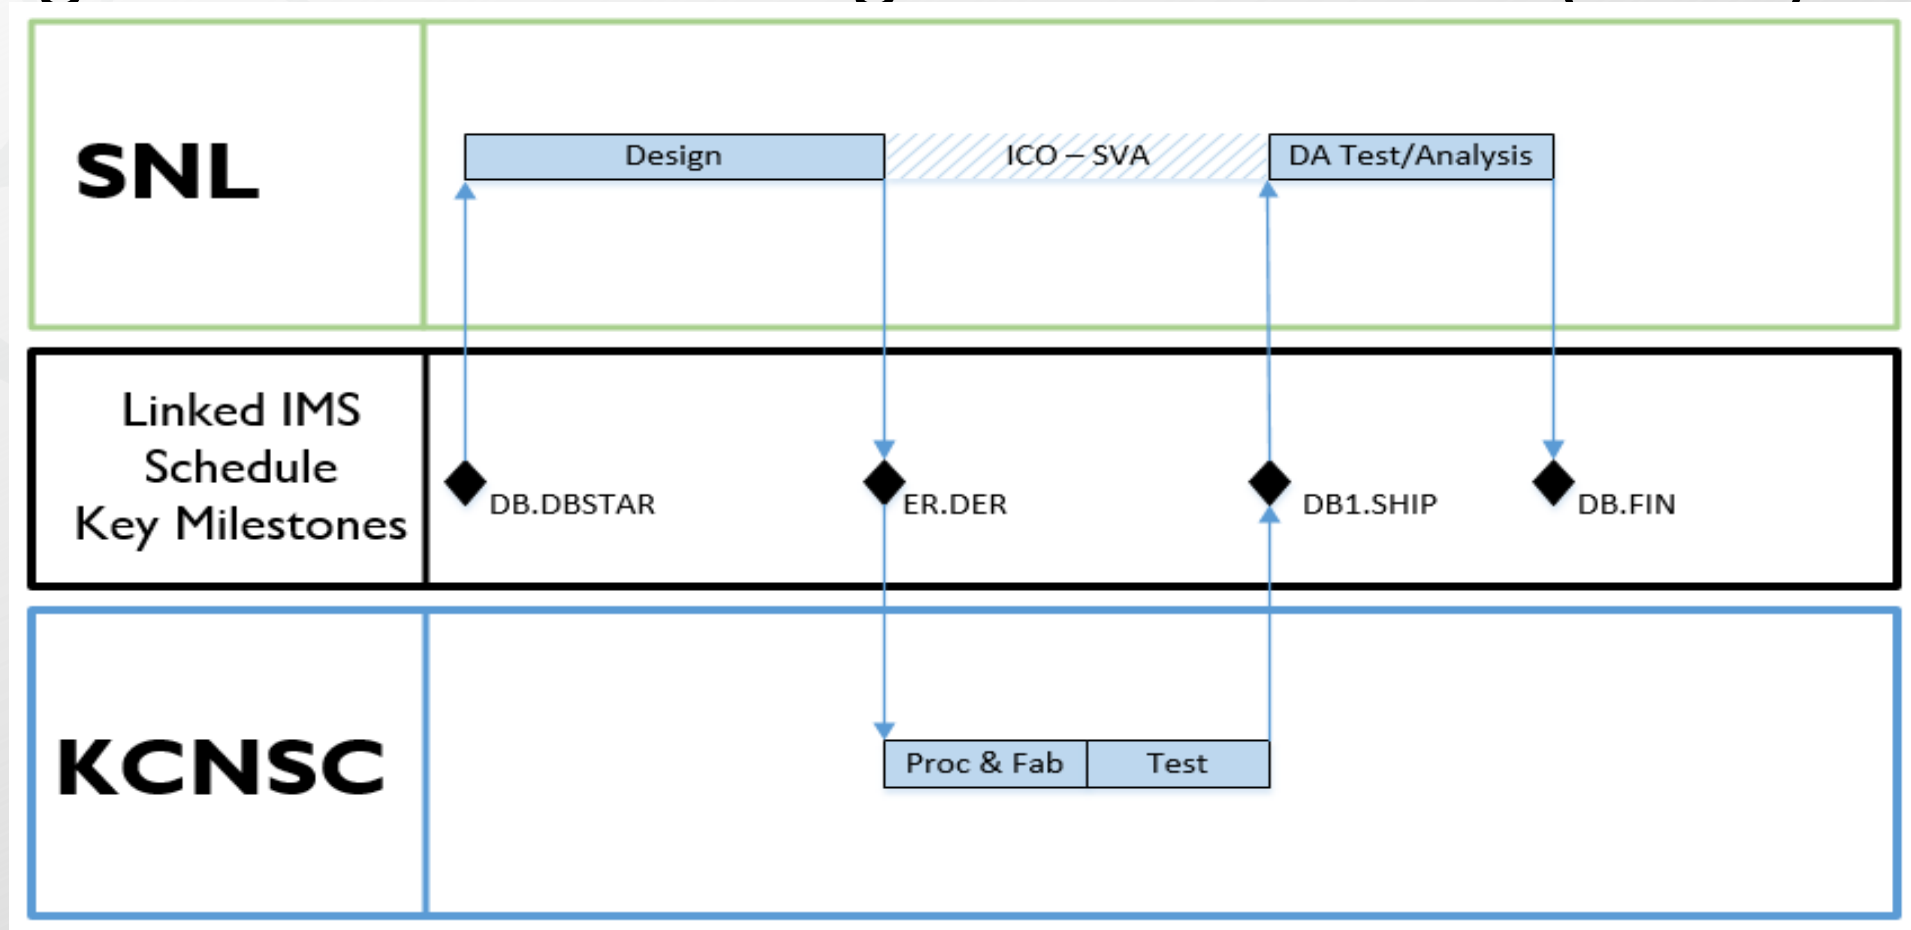 SNL
Design
ICO – SVA
DA Test/Analysis
Linked IMS
Schedule
Key Milestones
DB.DBSTAR
ER.DER
DB1.SHIP
DB.FIN
KCNSC
Proc & Fab
Test